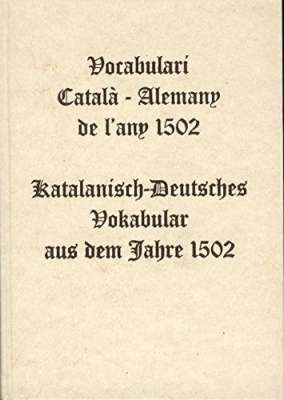 Vocabulari
Català - Alemany
de l'any 1502
Katalanisch-Deutsches
Vokabular
aus dem Jahre 1502